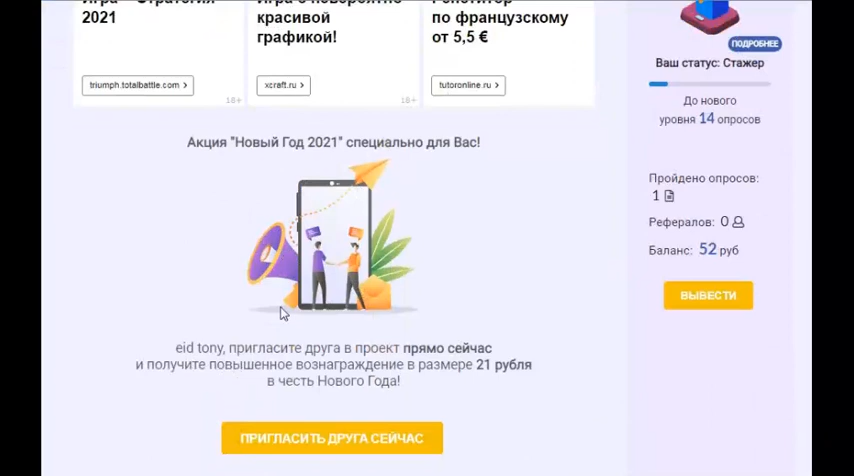 2021
красивой
графикой!
по французскому
от 5,5 €
triumph.totalbattle.com >
xcraft.ru >
tutoronline.ru >
18+
18+
Акция "Новый Год 2021" специально для Вас!
eid tony, пригласите друга в проект прямо сейчас
и получите повышенное вознаграждение в размере 21 рубля
в честь Нового Года!
ПРИГЛАСИТЬ ДРУГА СЕЙЧАС
ПОДРОБНЕЕ
Ваш статус: Стажер
До нового
уровня 14 опросов
Пройдено опросов:
1
Рефералов: 0
Баланс: 52 руб
ВЫВЕСТИ